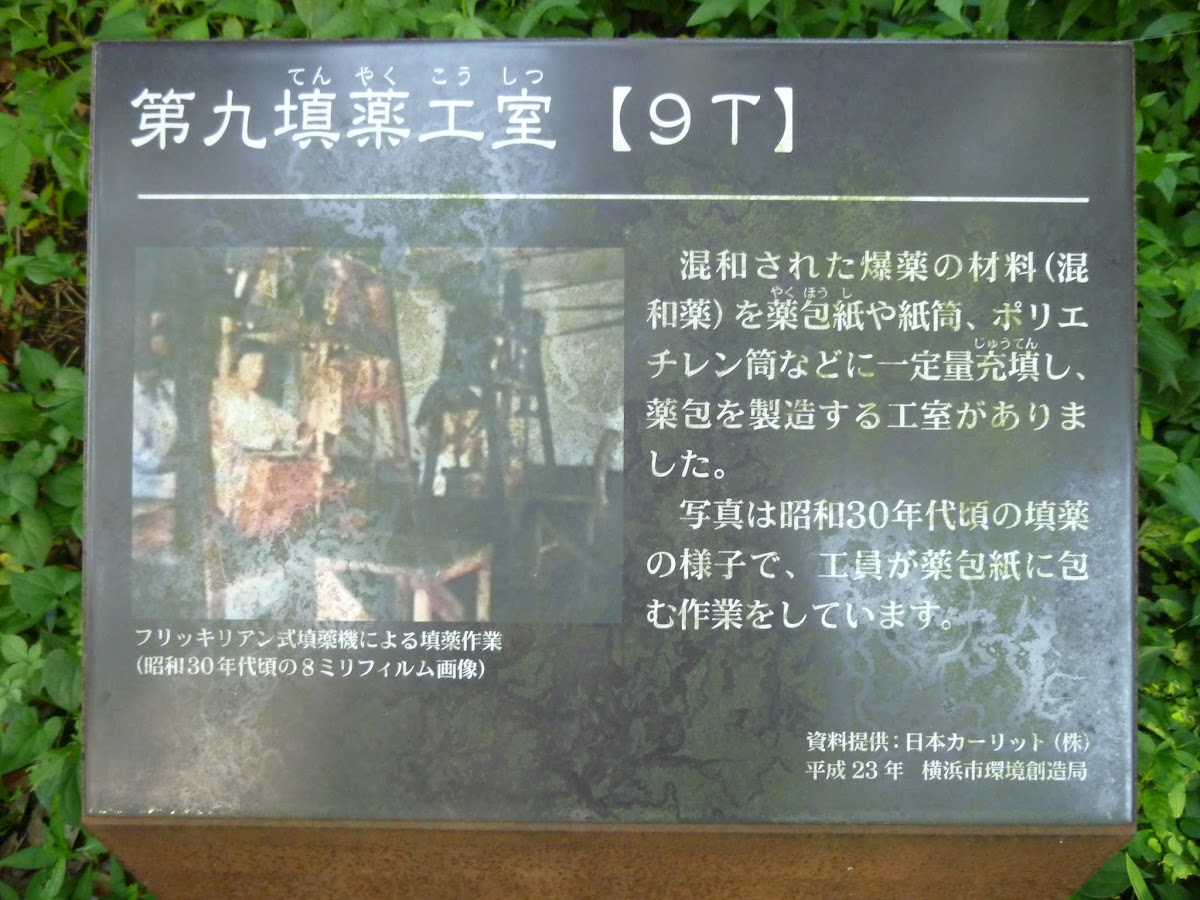 てんやくこうしつ
第九填薬工室【9T】
混和された爆薬の材料(混
やくほうし
和薬)を薬包紙や紙筒、ポリエ
じゅうてん
チレン筒などに一定量充填し、
薬包を製造する工室がありま
した。
写真は昭和30年代頃の填薬
の様子で、工員が薬包紙に包
む作業をしています。
フリッキリアン式填薬機による填薬作業
(昭和30年代頃の8ミリフィルム画像)
資料提供:日本カーリット(株)
平成23年 横浜市環境創造局